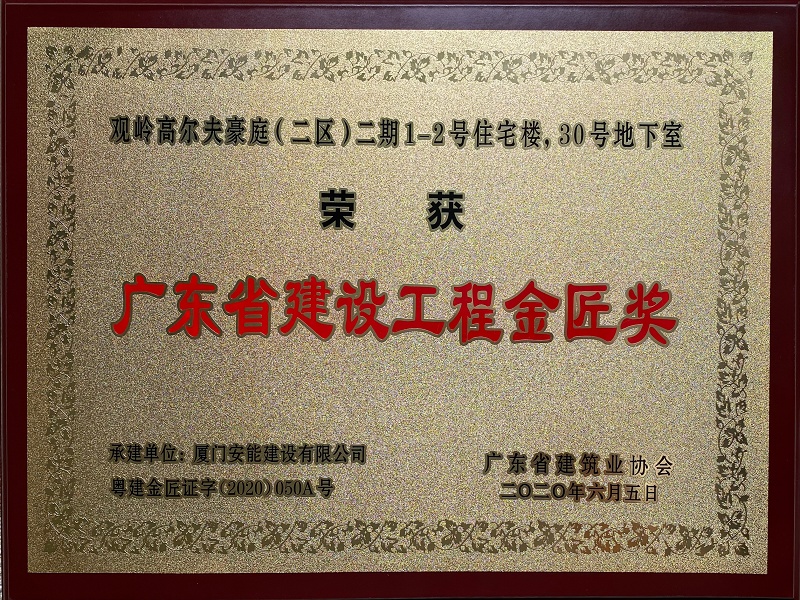 观岭高尔夫豪庭(二区)二期1-2号住宅楼,30号地下室
荣 获
广东省建设工程金匠奖
承建单位:厦门安能建设有限公司
粤建金匠证字(2020)050A号
广东省建筑业协会
二〇二〇年六月五日